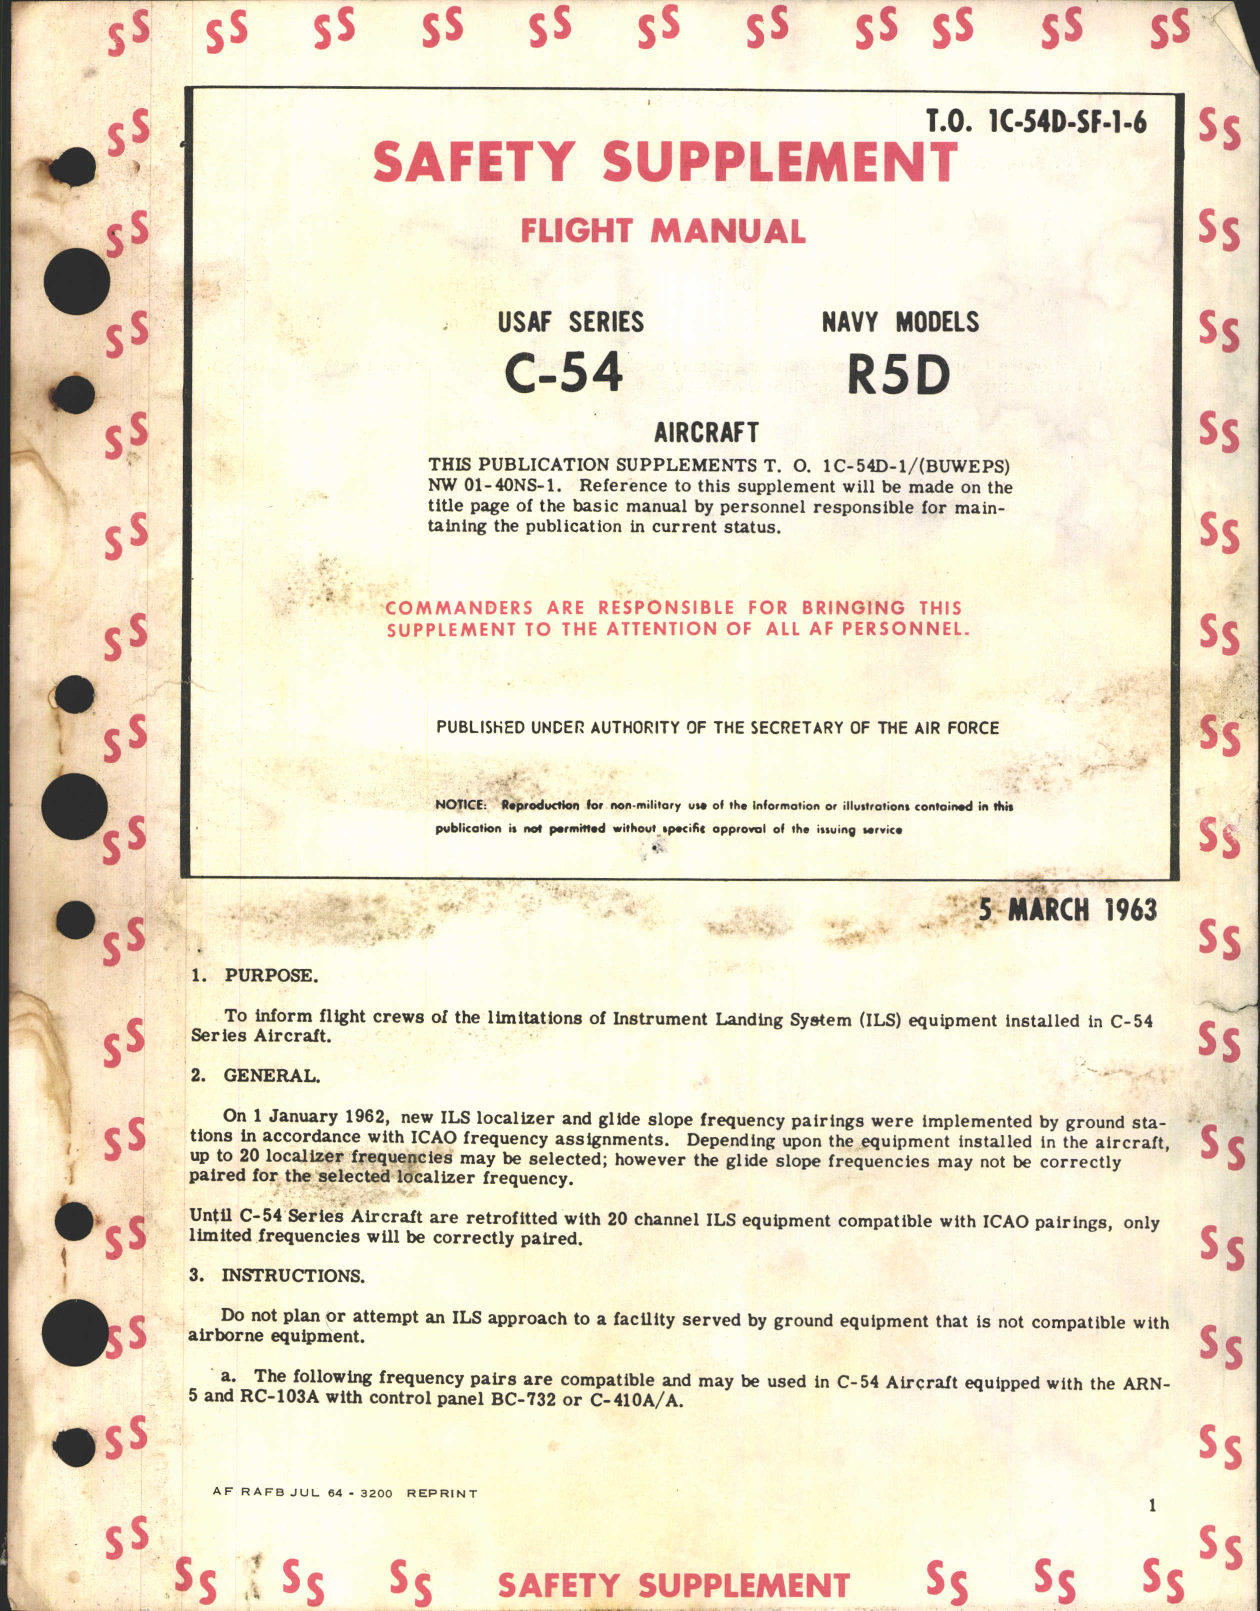 SS SS SS SS SS SS SS SS SS SS SS
T.O. 1C-54D-SF-1-6
SAFETY SUPPLEMENT
FLIGHT MANUAL
USAF SERIES NAVY MODELS
C-54 R5D
AIRCRAFT
THIS PUBLICATION SUPPLEMENTS T. O. 1C-54D-1/(BUWEPS)
NW 01-40NS-1. Reference to this supplement will be made on the
title page of the basic manual by personnel responsible for main-
taining the publication in current status.
COMMANDERS ARE RESPONSIBLE FOR BRINGING THIS
SUPPLEMENT TO THE ATTENTION OF ALL AF PERSONNEL.
PUBLISHED UNDER AUTHORITY OF THE SECRETARY OF THE AIR FORCE
NOTICE: Reproduction for non-military use of the information or illustrations contained in this
publication is not permitted without specific approval of the issuing service
5 MARCH 1963
1. PURPOSE.
To inform flight crews of the limitations of Instrument Landing System (ILS) equipment installed in C-54
Series Aircraft.
2. GENERAL.
On 1 January 1962, new ILS localizer and glide slope frequency pairings were implemented by ground sta-
tions in accordance with ICAO frequency assignments. Depending upon the equipment installed in the aircraft,
up to 20 localizer frequencies may be selected; however the glide slope frequencies may not be correctly
paired for the selected localizer frequency.
Until C-54 Series Aircraft are retrofitted with 20 channel ILS equipment compatible with ICAO pairings, only
limited frequencies will be correctly paired.
3. INSTRUCTIONS.
Do not plan or attempt an ILS approach to a facility served by ground equipment that is not compatible with
airborne equipment.
a. The following frequency pairs are compatible and may be used in C-54 Aircraft equipped with the ARN-
5 and RC-103A with control panel BC-732 or C-410A/A.
AF RAFB JUL 64 - 3200 REPRINT
1
SS SS SS SAFETY SUPPLEMENT SS SS SS